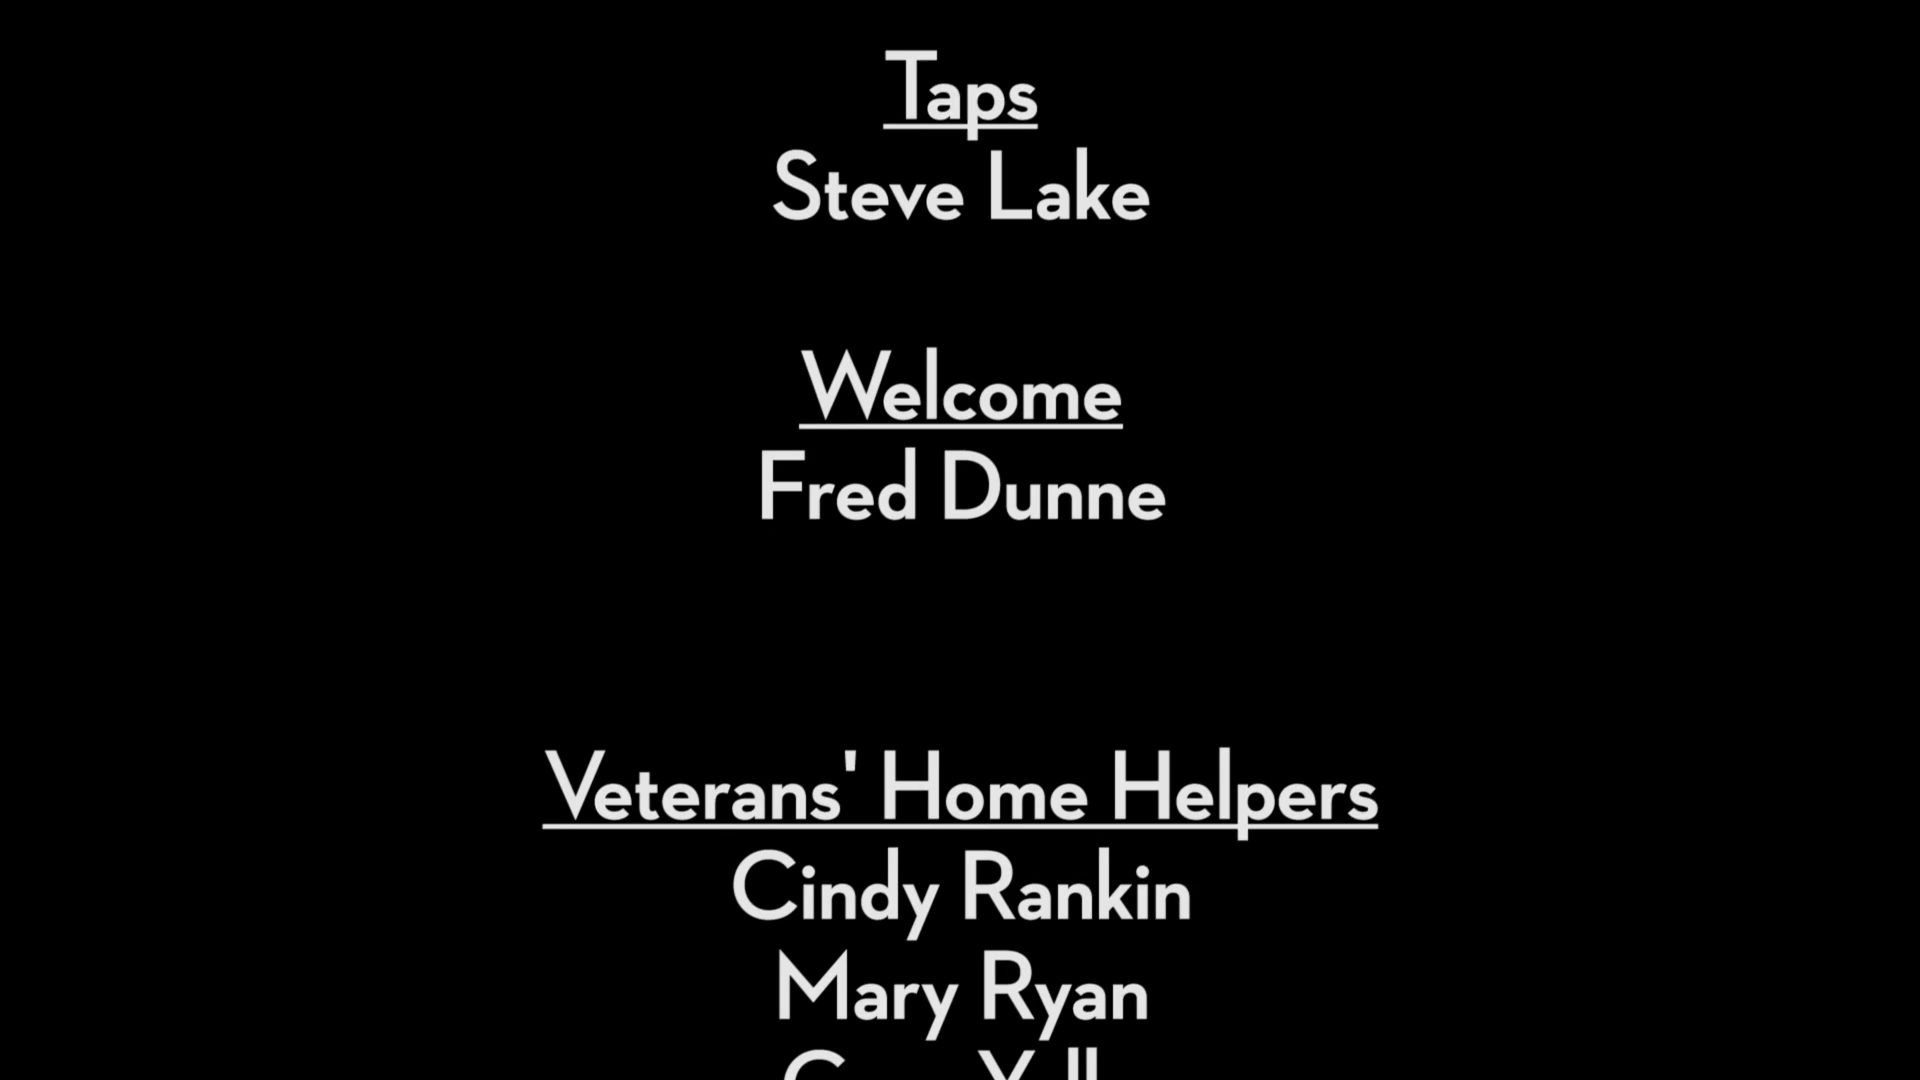 Taps
Steve Lake
Welcome
Fred Dunne
Veterans' Home Helpers
Cindy Rankin
Mary Ryan